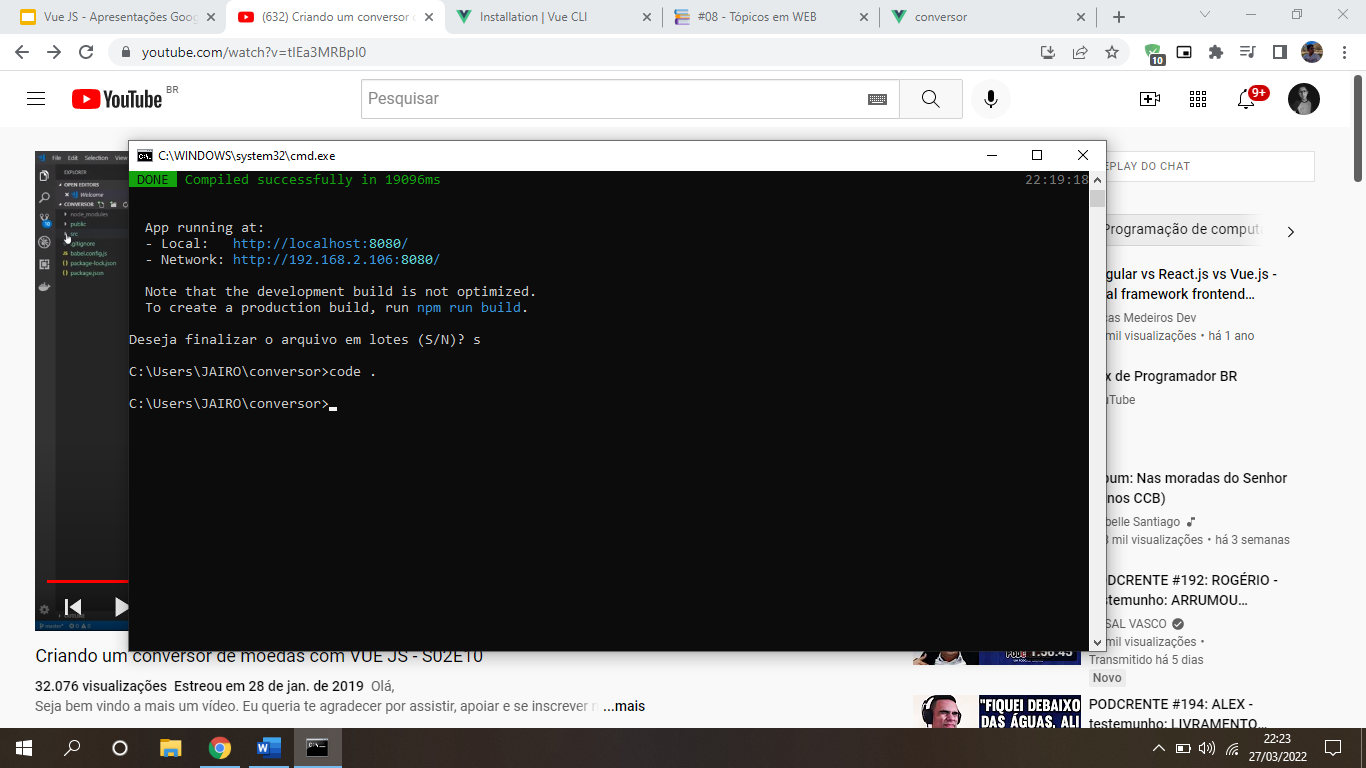 Vue JS - Apresentações Goog
(632) Criando um conversor
Installation | Vue CLI
#08 - Tópicos em WEB
conversor
youtube.com/watch?v=tIEa3MRBpI0
10
YouTube BR
Pesquisar
9+
File Edit Selection View
EXPLORER
OPEN EDITORS
Welcome
CONVERSOR
node_modules
public
src
.gitignore
babel.config.js
package-lock.json
package.json
C:\WINDOWS\system32\cmd.exe
DONE Compiled successfully in 19096ms 22:19:18
App running at:
- Local: http://localhost:8080/
- Network: http://192.168.2.106:8080/
Note that the development build is not optimized.
To create a production build, run npm run build.
Deseja finalizar o arquivo em lotes (S/N)? s
C:\Users\JAIRO\conversor>code .
C:\Users\JAIRO\conversor>
EPLAY DO CHAT
Programação de computa
gular vs React.js vs Vue.js -
al framework frontend…
cas Medeiros Dev
mil visualizações • há 1 ano
x de Programador BR
uTube
bum: Nas moradas do Senhor
nos CCB)
belle Santiago
3 mil visualizações • há 3 semanas
ODCRENTE #192: ROGÉRIO -
stemunho: ARRUMOU…
SAL VASCO
mil visualizações •
Transmitido há 5 dias
Novo
1:56:45
Criando um conversor de moedas com VUE JS - S02E10
32.076 visualizações Estreou em 28 de jan. de 2019 Olá,
Seja bem vindo a mais um vídeo. Eu queria te agradecer por assistir, apoiar e se inscrever n ...mais
"FIQUEI DEBAIXO
DAS ÁGUAS, ALI
PODCRENTE #194: ALEX -
testemunho: LIVRAMENTO…
22:23
27/03/2022